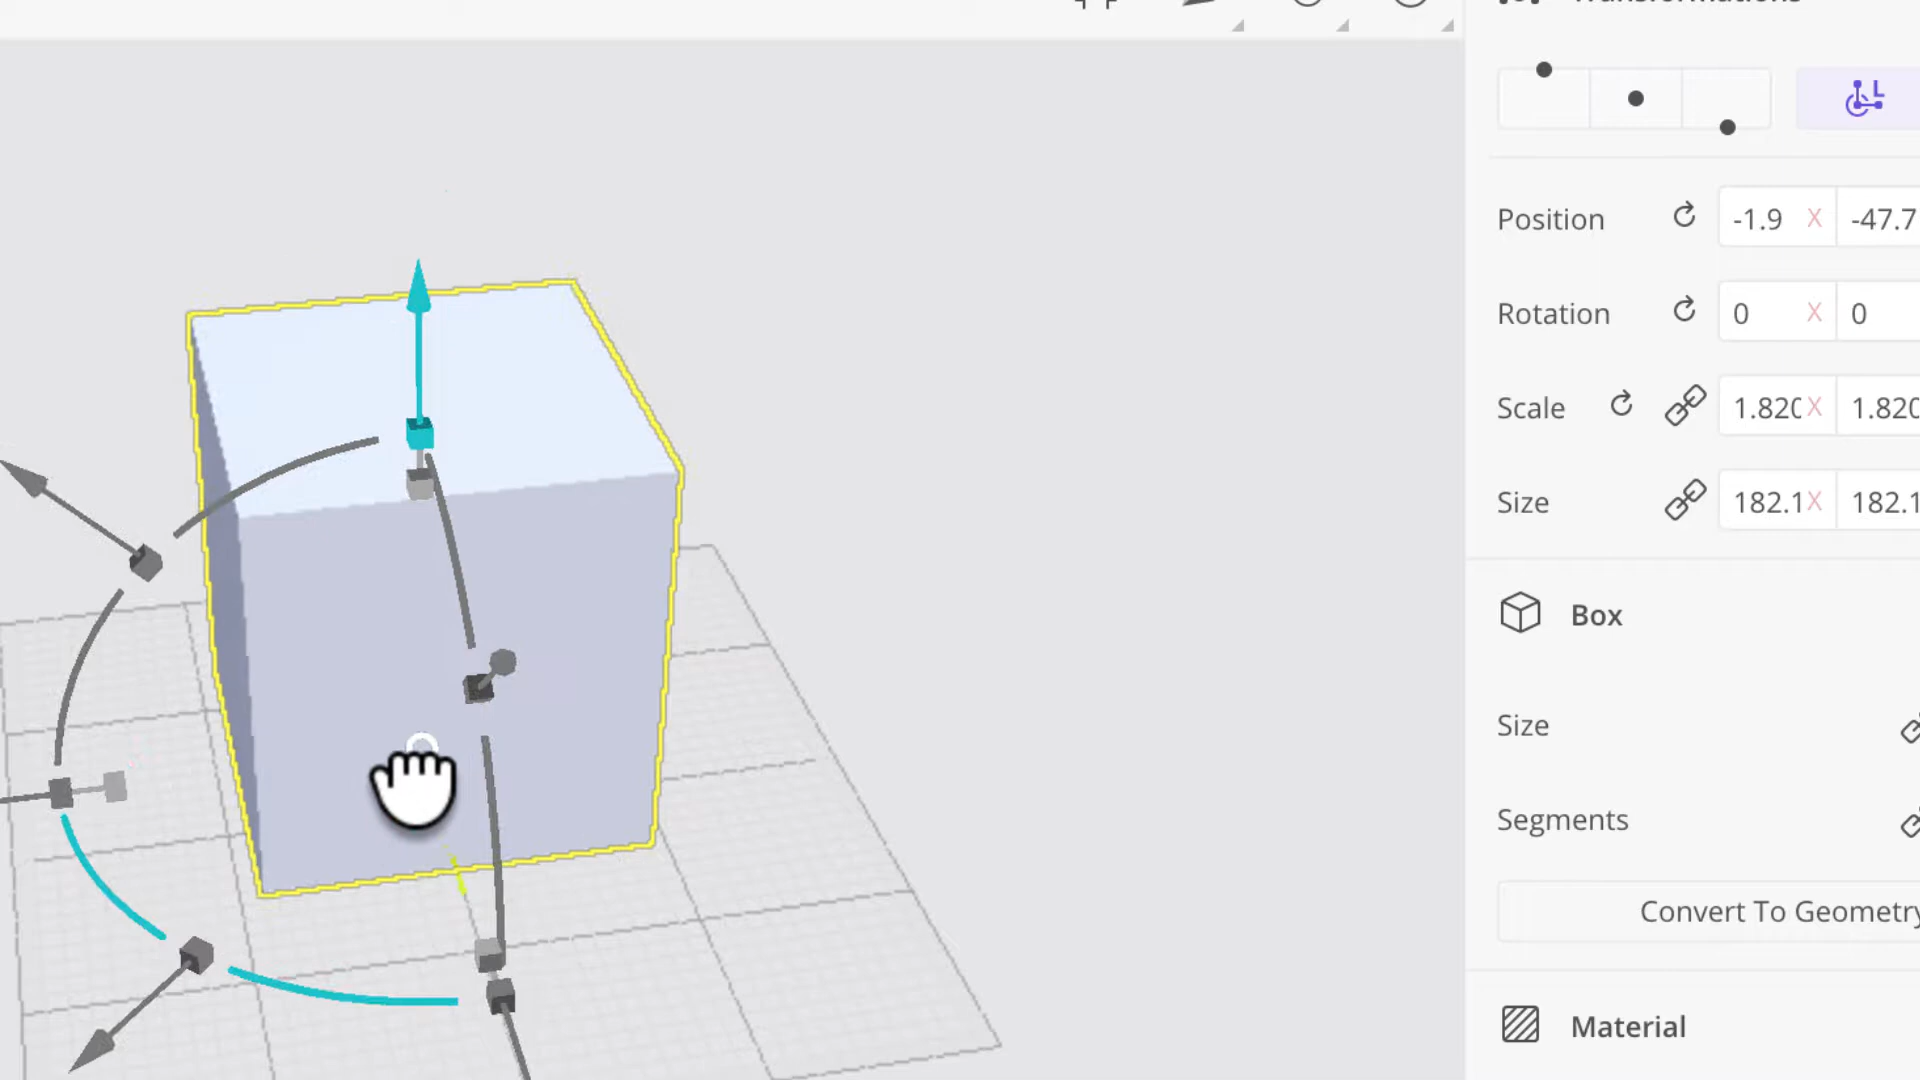 Transformations
L
Position -1.9 X -47.7
Rotation 0 X 0
Scale 1.820 X 1.820
Size 182.1 X 182.1
Box
Size
Segments
Convert To Geometry
Material